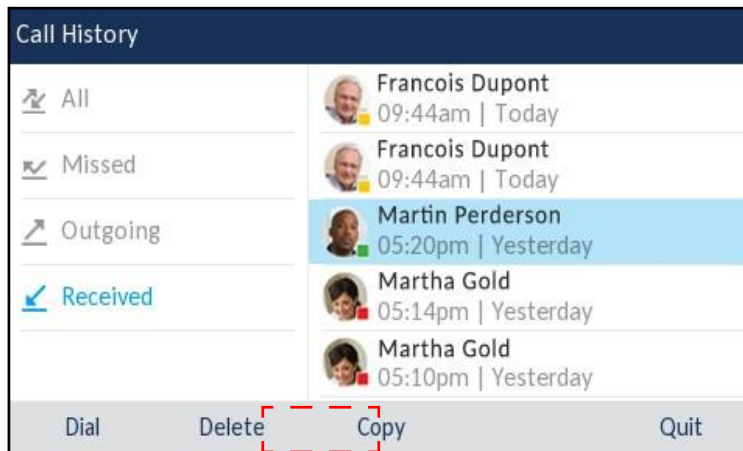 Call History
All
Missed
Outgoing
Received
Francois Dupont
09:44am | Today
Francois Dupont
09:44am | Today
Martin Perderson
05:20pm | Yesterday
Martha Gold
05:14pm | Yesterday
Martha Gold
05:10pm | Yesterday
Dial Delete Copy Quit